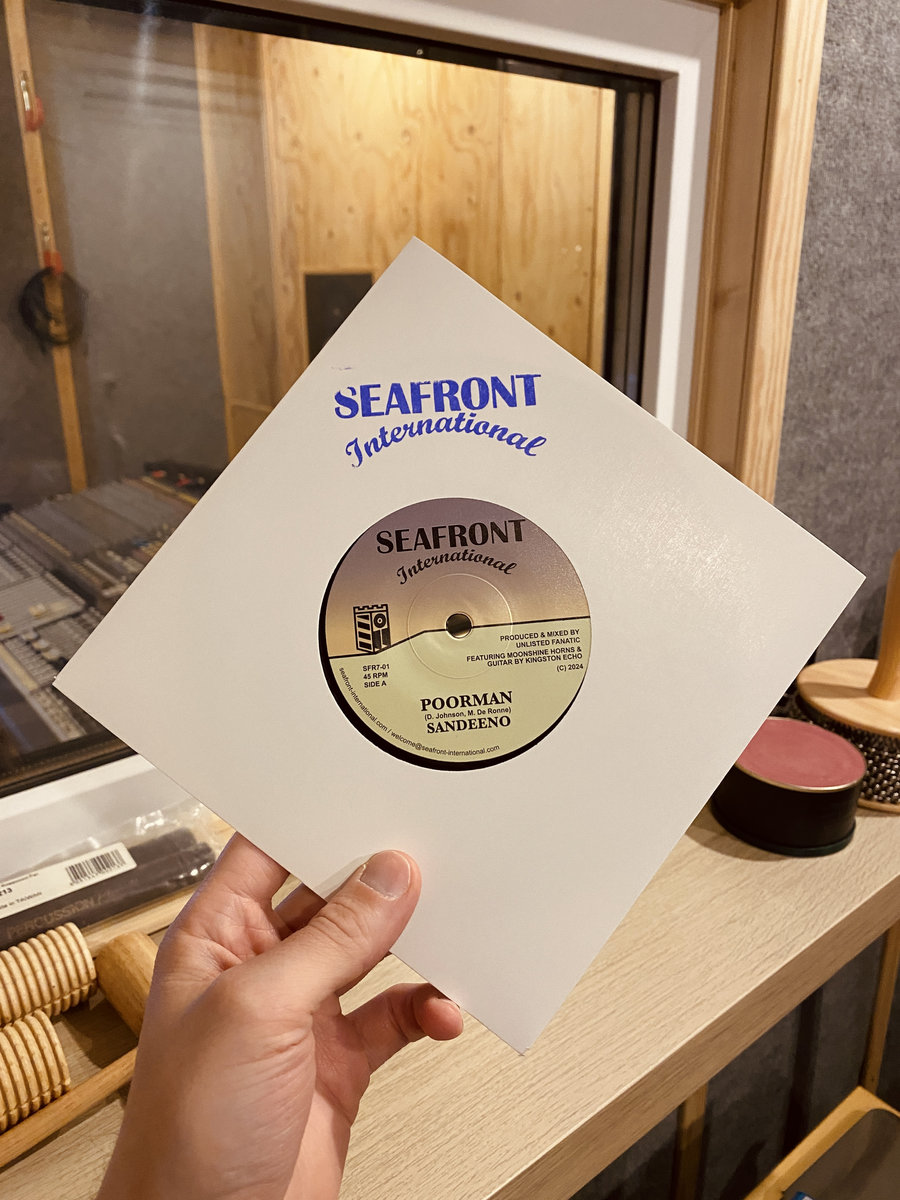 SEAFRONT
International
SEAFRONT
International
PRODUCED & MIXED BY
UNLISTED FANATIC
FEATURING MOONSHINE HORNS &
GUITAR BY KINGSTON ECHO
(C) 2024
SFR7-01
45 RPM
SIDE A
POORMAN
(D. Johnson, M. De Ronne)
SANDEENO
seafront-international.com / welcome@seafront-international.com
PERCUSSION